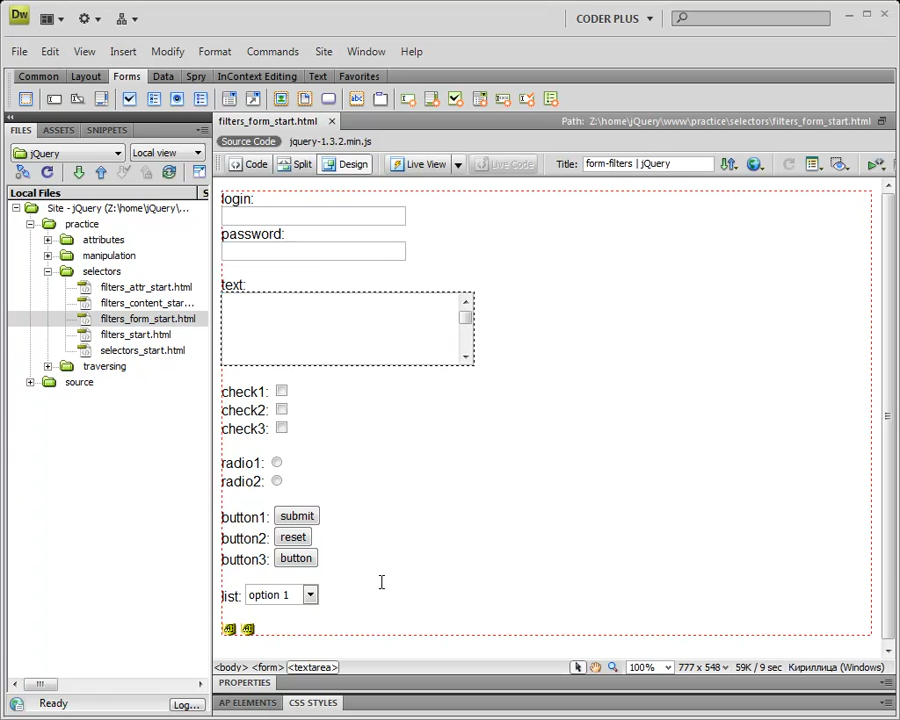 Dw
CODER PLUS
File Edit View Insert Modify Format Commands Site Window Help
Common Layout Forms Data Spry InContext Editing Text Favorites
FILES ASSETS SNIPPETS
filters_form_start.html
Path: Z:\home\jQuery\www\practice\selectors\filters_form_start.html
jQuery Local view
Source Code jquery-1.3.2.min.js
Code Split Design Live View Live Code Title: form-filters | jQuery
Local Files S
Site - jQuery (Z:\home\jQuery\...
practice
attributes
manipulation
selectors
filters_attr_start.html
filters_content_star...
filters_form_start.html
filters_start.html
selectors_start.html
traversing
source
login:
password:
text:
check1:
check2:
check3:
radio1:
radio2:
button1: submit
button2: reset
button3: button
list: option 1
<body> <form> <textarea>
100% 777 x 548 59K / 9 sec Кириллица (Windows)
PROPERTIES
AP ELEMENTS CSS STYLES
Ready Log...